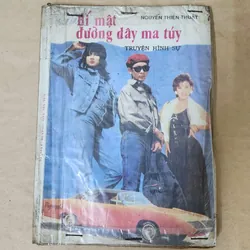 NGUYỄN THIỆN THUẬT
bí mật
đường dây ma túy
TRUYỆN HÌNH SỰ